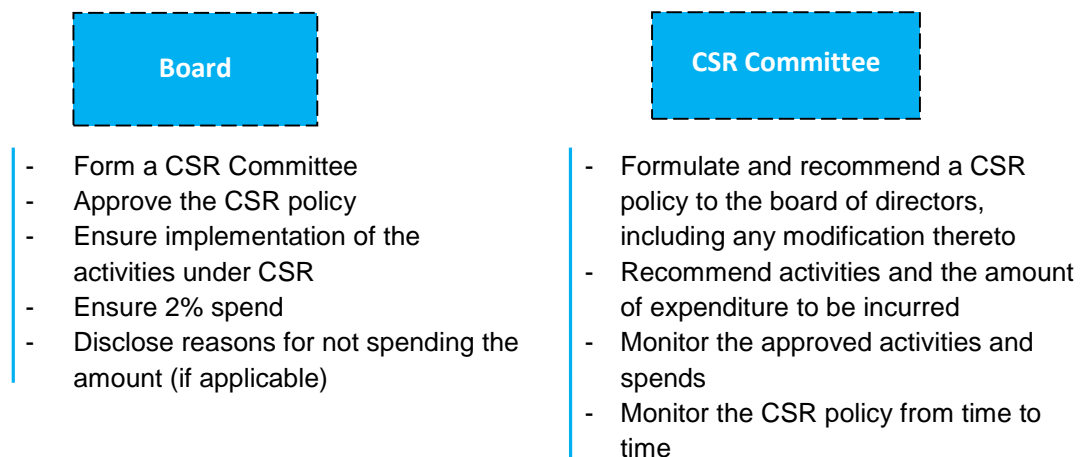 Board
- Form a CSR Committee
- Approve the CSR policy
- Ensure implementation of the
activities under CSR
- Ensure 2% spend
- Disclose reasons for not spending the
amount (if applicable)
CSR Committee
- Formulate and recommend a CSR
policy to the board of directors,
including any modification thereto
- Recommend activities and the amount
of expenditure to be incurred
- Monitor the approved activities and
spends
- Monitor the CSR policy from time to
time